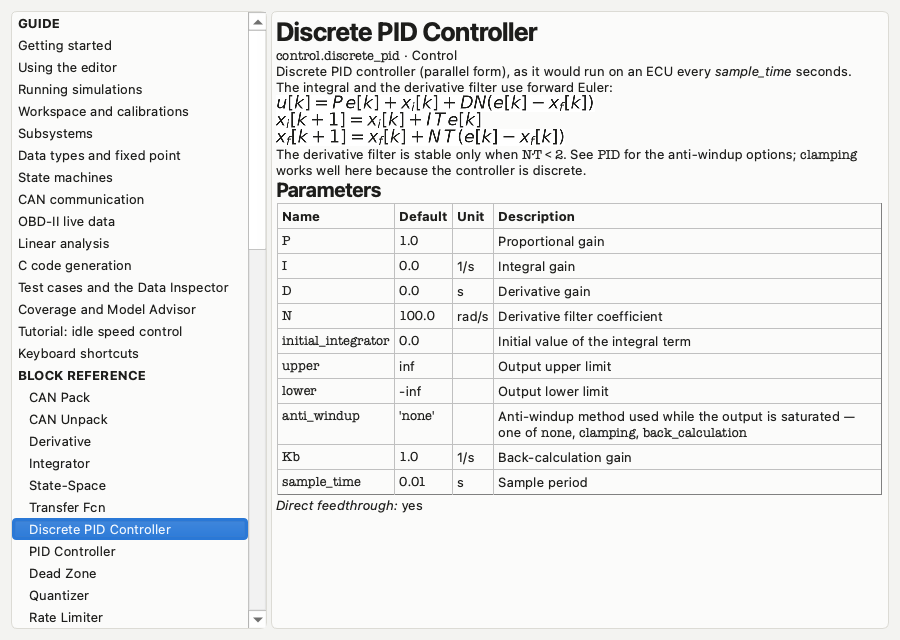 GUIDE
Getting started
Using the editor
Running simulations
Workspace and calibrations
Subsystems
Data types and fixed point
State machines
CAN communication
OBD-II live data
Linear analysis
C code generation
Test cases and the Data Inspector
Coverage and Model Advisor
Tutorial: idle speed control
Keyboard shortcuts
BLOCK REFERENCE
CAN Pack
CAN Unpack
Derivative
Integrator
State-Space
Transfer Fcn
Discrete PID Controller
PID Controller
Dead Zone
Quantizer
Rate Limiter
Discrete PID Controller
control.discrete_pid · Control
Discrete PID controller (parallel form), as it would run on an ECU every sample_time seconds.
The integral and the derivative filter use forward Euler:
u[k] = P e[k] + x_i[k] + D N (e[k] − x_f[k])
x_i[k + 1] = x_i[k] + I T e[k]
x_f[k + 1] = x_f[k] + N T (e[k] − x_f[k])
The derivative filter is stable only when N·T < 2. See PID for the anti-windup options; clamping
works well here because the controller is discrete.
Parameters
Name Default Unit Description
P 1.0 Proportional gain
I 0.0 1/s Integral gain
D 0.0 s Derivative gain
N 100.0 rad/s Derivative filter coefficient
initial_integrator 0.0 Initial value of the integral term
upper inf Output upper limit
lower -inf Output lower limit
anti_windup 'none' Anti-windup method used while the output is saturated —
one of none, clamping, back_calculation
Kb 1.0 1/s Back-calculation gain
sample_time 0.01 s Sample period
Direct feedthrough: yes